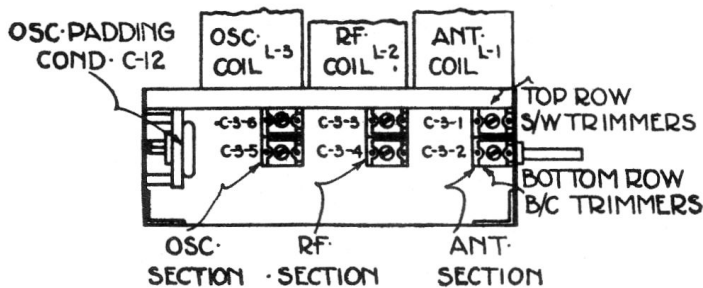 OSC. PADDING
COND. C-12
OSC.
COIL L-3
RF.
COIL L-2
ANT.
COIL L-1
TOP ROW
S/W TRIMMERS
C-3-6
C-3-3
C-3-1
C-3-5
C-3-4
C-3-2
BOTTOM ROW
B/C TRIMMERS
OSC.
SECTION
RF.
SECTION
ANT.
SECTION